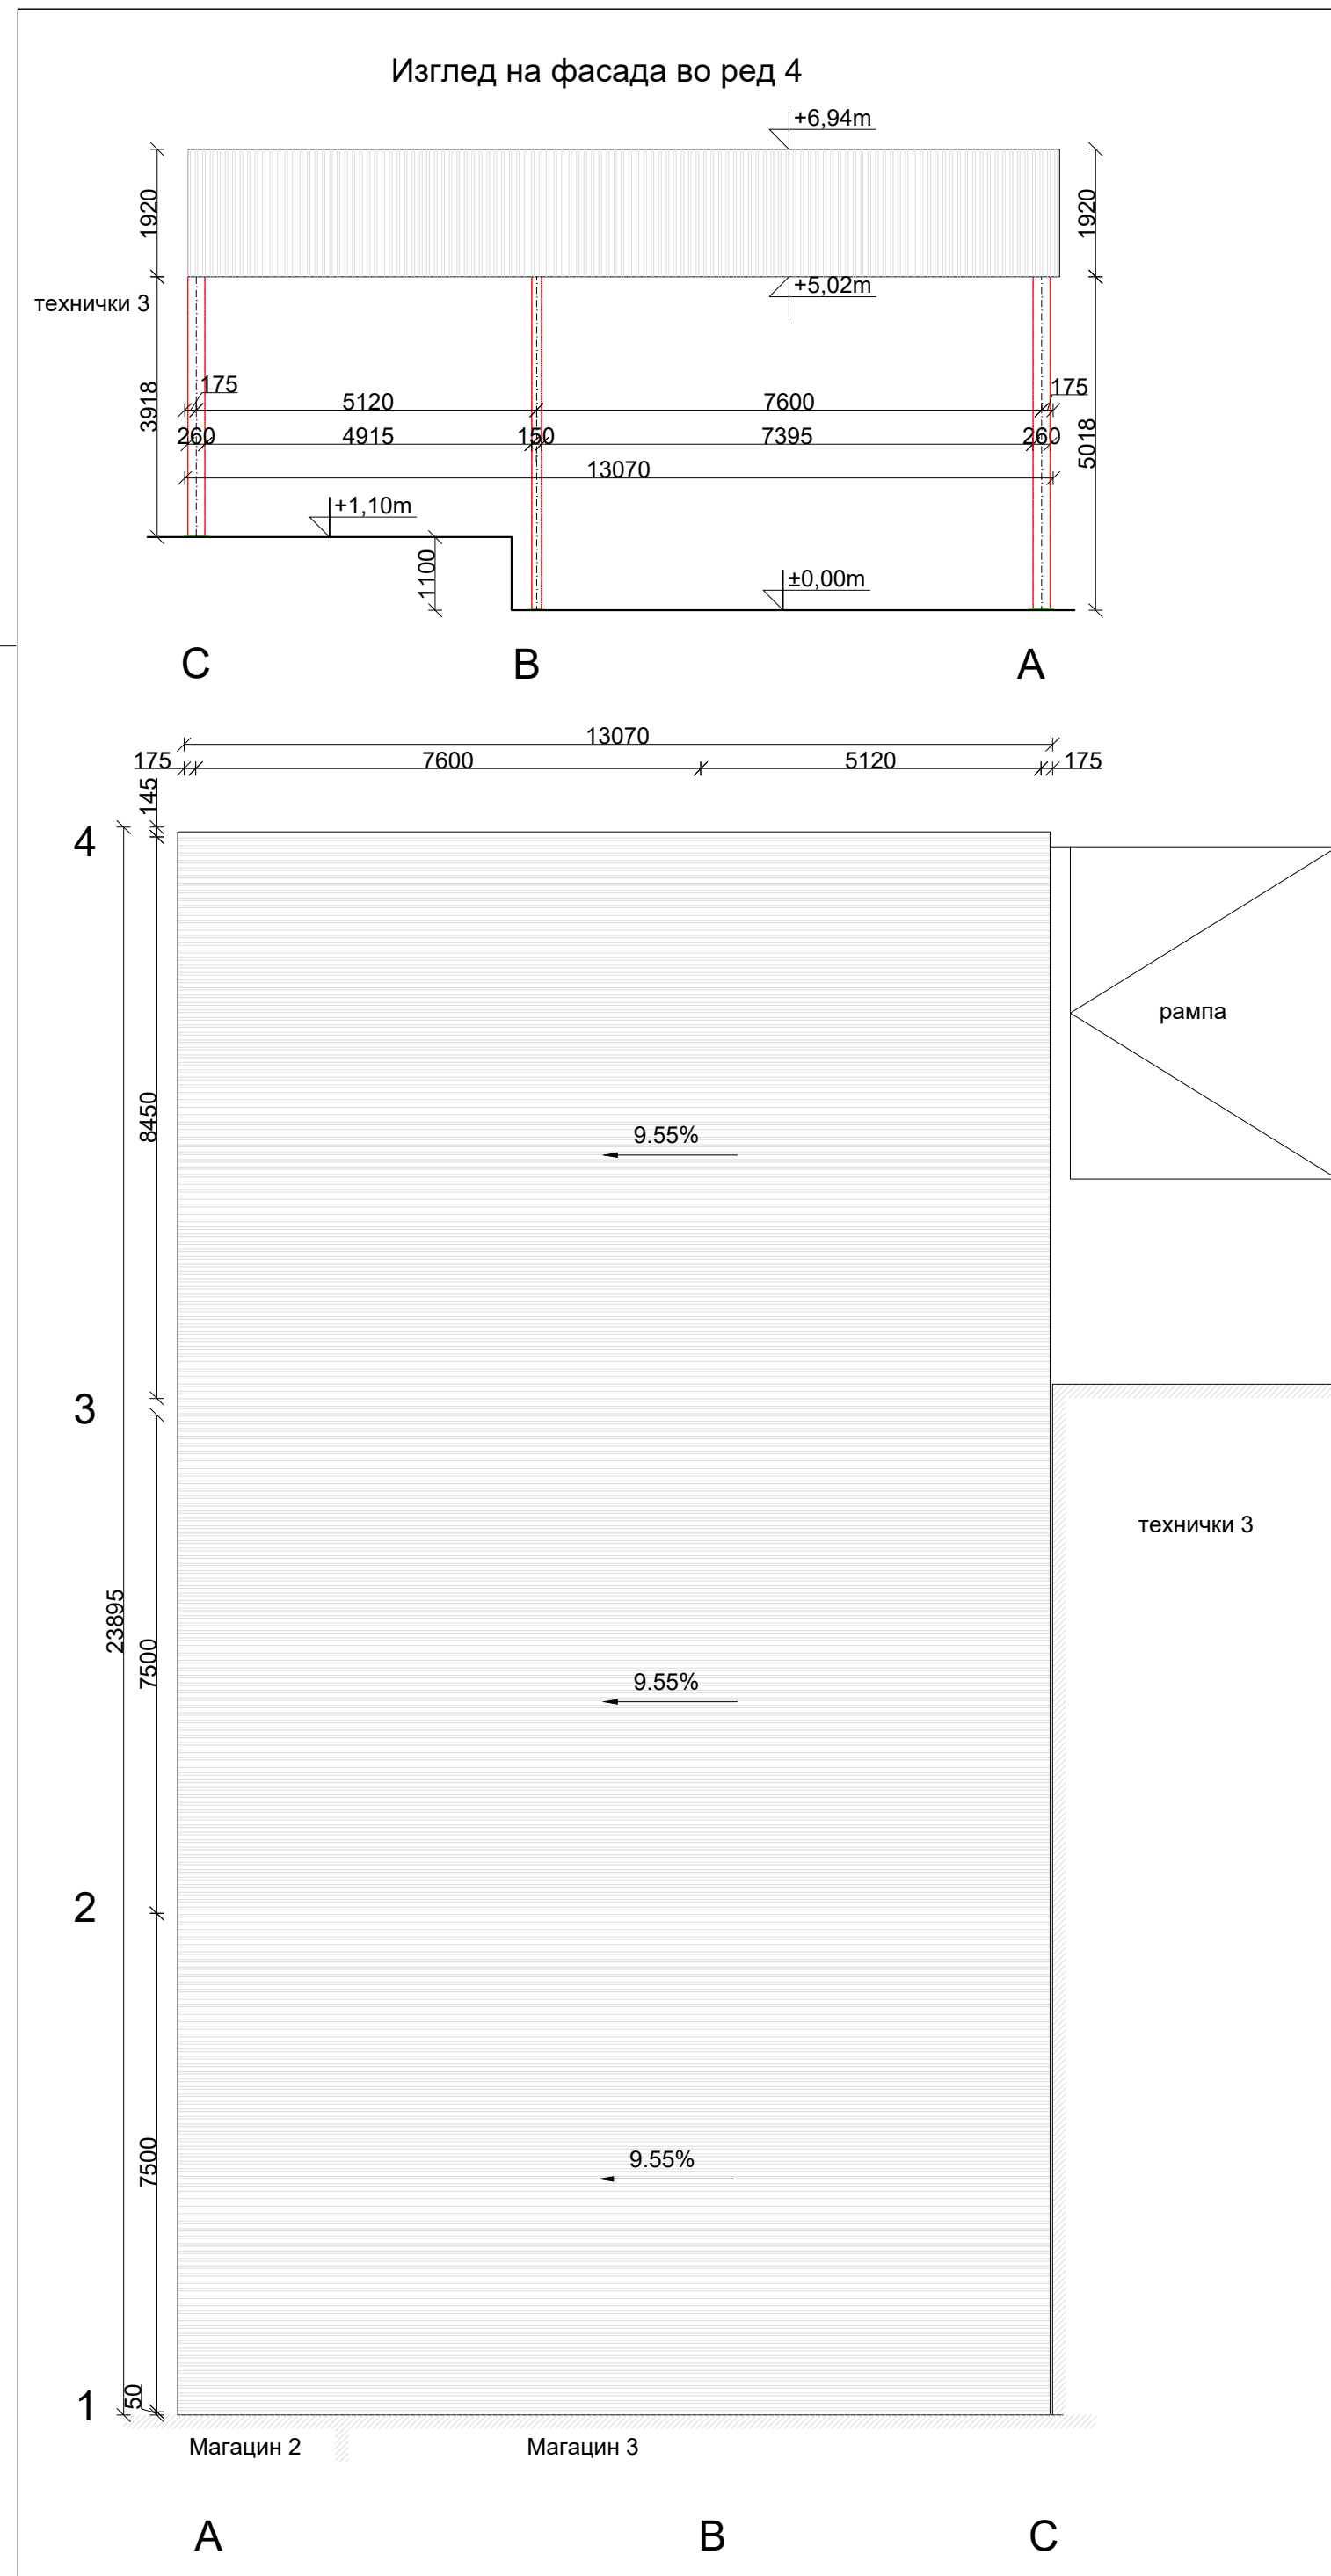 Изглед на фасада во ред 4
+6,94m
1920
1920
+5,02m
технички 3
3918
175
5120
7600
175
260
4915
150
7395
260
5018
13070
+1,10m
1100
±0,00m
C
B
A
13070
175
7600
5120
175
145
4
рампа
8450
9.55%
3
технички 3
23895
7500
9.55%
2
7500
9.55%
50
1
Магацин 2
Магацин 3
A
B
C